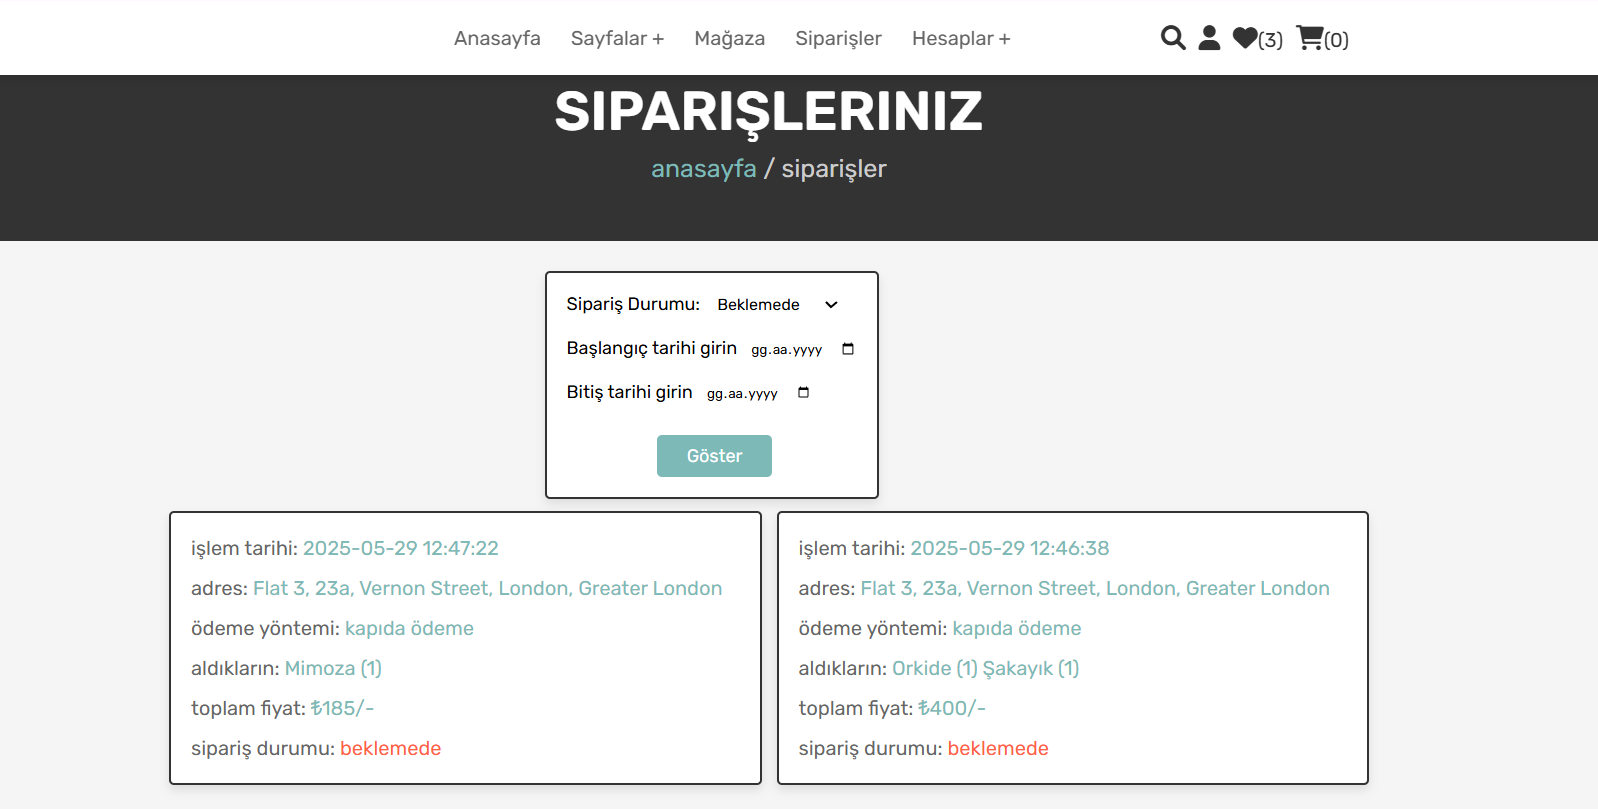 Anasayfa Sayfalar + Mağaza Siparişler Hesaplar + (3) (0)
SIPARIŞLERINIZ
anasayfa / siparişler
Sipariş Durumu: Beklemede
Başlangıç tarihi girin gg.aa.yyyy
Bitiş tarihi girin gg.aa.yyyy
Göster
işlem tarihi: 2025-05-29 12:47:22
adres: Flat 3, 23a, Vernon Street, London, Greater London
ödeme yöntemi: kapıda ödeme
aldıkların: Mimoza (1)
toplam fiyat: ₺185/-
sipariş durumu: beklemede
işlem tarihi: 2025-05-29 12:46:38
adres: Flat 3, 23a, Vernon Street, London, Greater London
ödeme yöntemi: kapıda ödeme
aldıkların: Orkide (1) Şakayık (1)
toplam fiyat: ₺400/-
sipariş durumu: beklemede